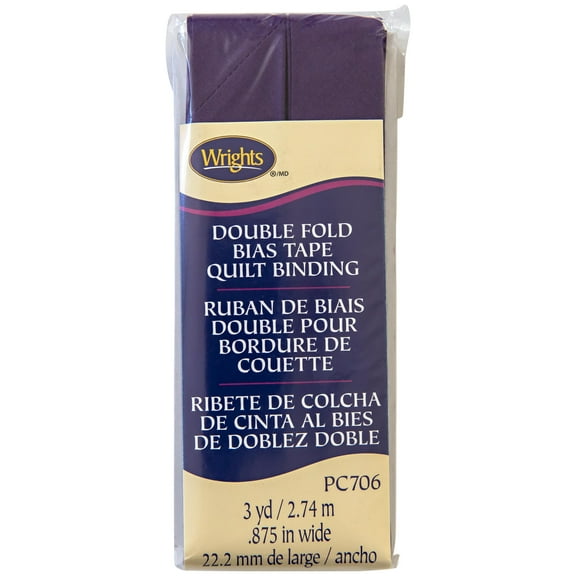 Wrights
®/MD
DOUBLE FOLD
BIAS TAPE
QUILT BINDING
RUBAN DE BIAIS
DOUBLE POUR
BORDURE DE
COUETTE
RIBETE DE COLCHA
DE CINTA AL BIES
DE DOBLEZ DOBLE
PC706
3 yd / 2.74 m
.875 in wide
22.2 mm de large / ancho